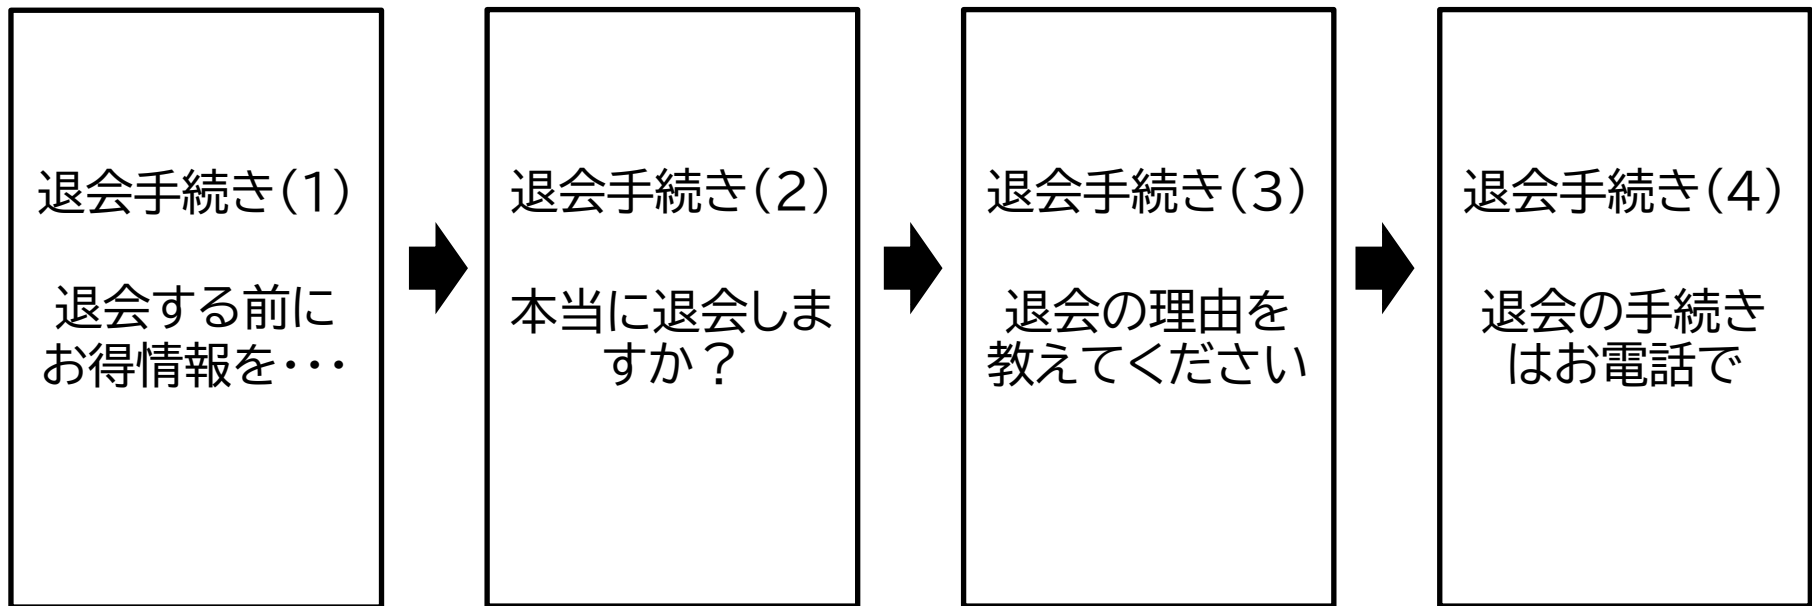 退会手続き(1)
退会する前に
お得情報を・・・
退会手続き(2)
本当に退会しま
すか？
退会手続き(3)
退会の理由を
教えてください
退会手続き(4)
退会の手続き
はお電話で